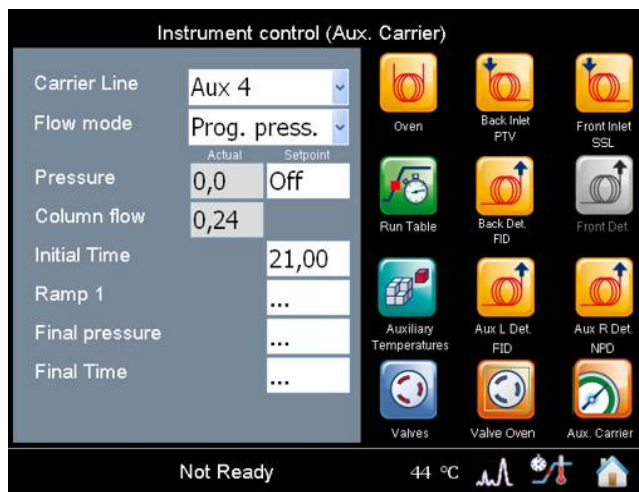 Instrument control (Aux. Carrier)
Carrier Line Aux 4
Flow mode Prog. press.
Actual Setpoint
Pressure 0,0 Off
Column flow 0,24
Initial Time 21,00
Ramp 1 ...
Final pressure ...
Final Time ...
Oven
Back Inlet
PTV
Front Inlet
SSL
Run Table
Back Det.
FID
Front Det.
Auxiliary
Temperatures
Aux L Det.
FID
Aux R Det.
NPD
Valves
Valve Oven
Aux. Carrier
Not Ready 44 °C